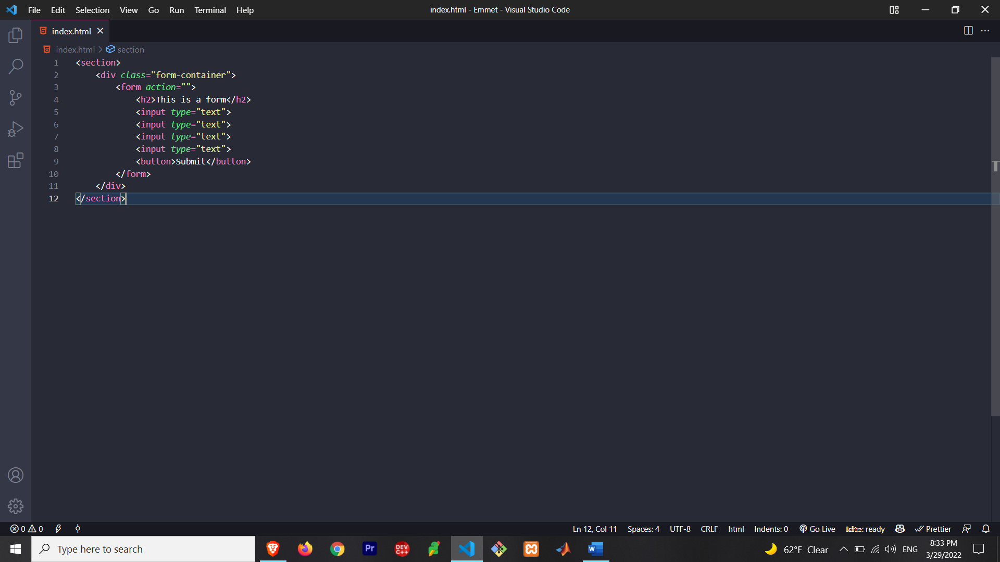 File Edit Selection View Go Run Terminal Help
index.html - Emmet - Visual Studio Code
index.html
index.html > section
1 <section>
2     <div class="form-container">
3         <form action="">
4             <h2>This is a form</h2>
5             <input type="text">
6             <input type="text">
7             <input type="text">
8             <input type="text">
9             <button>Submit</button>
10         </form>
11     </div>
12 </section>
0 0 Ln 12, Col 11 Spaces: 4 UTF-8 CRLF html Indents: 0 Go Live kite: ready Prettier
Type here to search
Pr
DEV
C++
W
62°F Clear
ENG
8:33 PM
3/29/2022